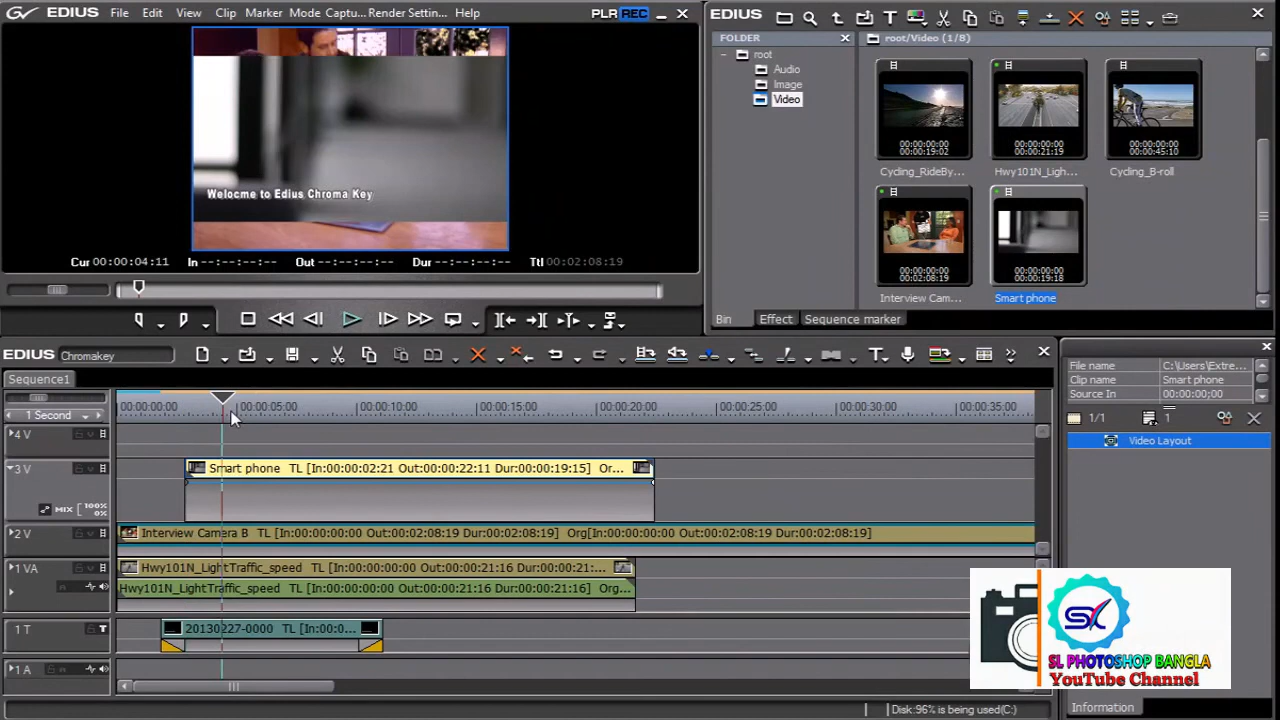 EDIUS File Edit View Clip Marker Mode Captu... Render Settin... Help PLR REC
Welocme to Edius Chroma Key
Cur 00:00:04:11 In --:--:--:-- Out --:--:--:-- Dur --:--:--:-- Ttl 00:02:08:19
EDIUS
FOLDER
root
Audio
Image
Video
root/Video (1/8)
00:00:00:00
00:00:19:02
Cycling_RideBy...
00:00:00:00
00:00:21:19
Hwy101N_Ligh...
00:00:00:00
00:00:45:10
Cycling_B-roll
00:00:00:00
00:02:08:19
Interview Cam...
00:00:00:00
00:00:19:18
Smart phone
Bin Effect Sequence marker
EDIUS Chromakey
Sequence1
1 Second
00:00:00:00 00:00:05:00 00:00:10:00 00:00:15:00 00:00:20:00 00:00:25:00 00:00:30:00 00:00:35:00
4 V
3 V
Smart phone TL [In:00:00:02:21 Out:00:00:22:11 Dur:00:00:19:15] Or...
MIX 100% 0%
2 V
Interview Camera B TL [In:00:00:00:00 Out:00:02:08:19 Dur:00:02:08:19] Org[In:00:00:00:00 Out:00:02:08:19 Dur:00:02:08:19]
1 VA
Hwy101N_LightTraffic_speed TL [In:00:00:00:00 Out:00:00:21:16 Dur:00:00:21:...
Hwy101N_LightTraffic_speed TL [In:00:00:00:00 Out:00:00:21:16 Dur:00:00:21:16] Org...
1 T T
20130227-0000 TL [In:00:0...
1 A
File name C:\Users\Extre...
Clip name Smart phone
Source In 00:00:00;00
1/1 1
Video Layout
SL
SL PHOTOSHOP BANGLA
YouTube Channel
Disk:96% is being used(C:)
Information